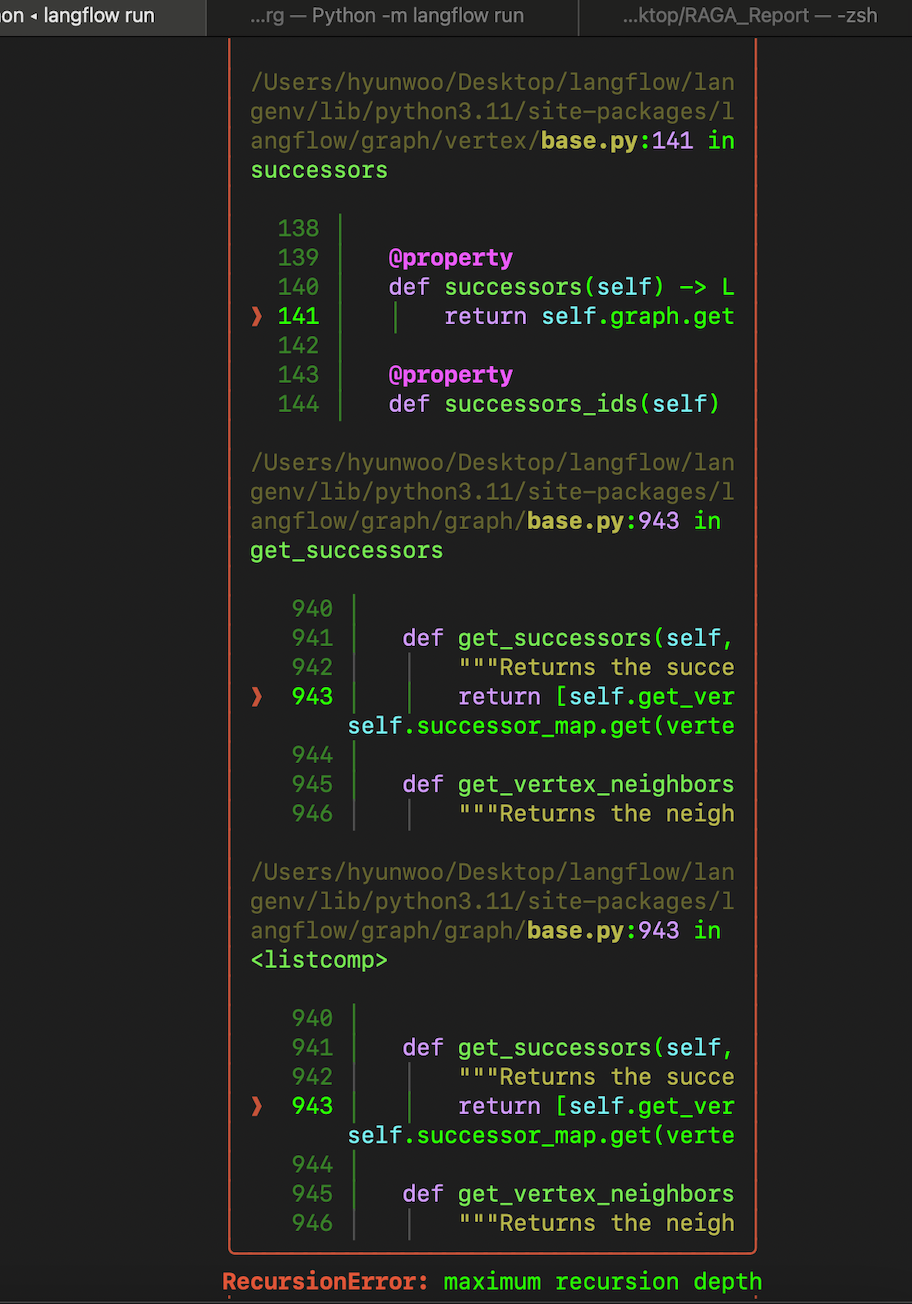 on ◂ langflow run
...rg — Python -m langflow run
...ktop/RAGA_Report — -zsh
/Users/hyunwoo/Desktop/langflow/lan
genv/lib/python3.11/site-packages/l
angflow/graph/vertex/base.py:141 in
successors
138
139 @property
140 def successors(self) -> L
❱ 141 return self.graph.get
142
143 @property
144 def successors_ids(self)
/Users/hyunwoo/Desktop/langflow/lan
genv/lib/python3.11/site-packages/l
angflow/graph/graph/base.py:943 in
get_successors
940
941 def get_successors(self,
942 """Returns the succe
❱ 943 return [self.get_ver
self.successor_map.get(verte
944
945 def get_vertex_neighbors
946 """Returns the neigh
/Users/hyunwoo/Desktop/langflow/lan
genv/lib/python3.11/site-packages/l
angflow/graph/graph/base.py:943 in
<listcomp>
940
941 def get_successors(self,
942 """Returns the succe
❱ 943 return [self.get_ver
self.successor_map.get(verte
944
945 def get_vertex_neighbors
946 """Returns the neigh
RecursionError: maximum recursion depth